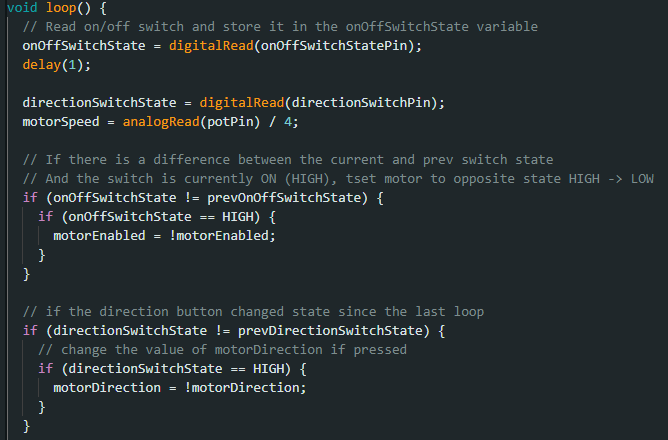 void loop() {
// Read on/off switch and store it in the onOffSwitchState variable
onOffSwitchState = digitalRead(onOffSwitchStatePin);
delay(1);
directionSwitchState = digitalRead(directionSwitchPin);
motorSpeed = analogRead(potPin) / 4;
// If there is a difference between the current and prev switch state
// And the switch is currently ON (HIGH), tset motor to opposite state HIGH -> LOW
if (onOffSwitchState != prevOnOffSwitchState) {
if (onOffSwitchState == HIGH) {
motorEnabled = !motorEnabled;
}
}
// if the direction button changed state since the last loop
if (directionSwitchState != prevDirectionSwitchState) {
// change the value of motorDirection if pressed
if (directionSwitchState == HIGH) {
motorDirection = !motorDirection;
}
}